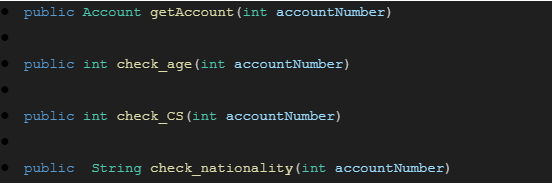 public Account getAccount(int accountNumber)
public int check_age(int accountNumber)
public int check_CS(int accountNumber)
public  String check_nationality(int accountNumber)